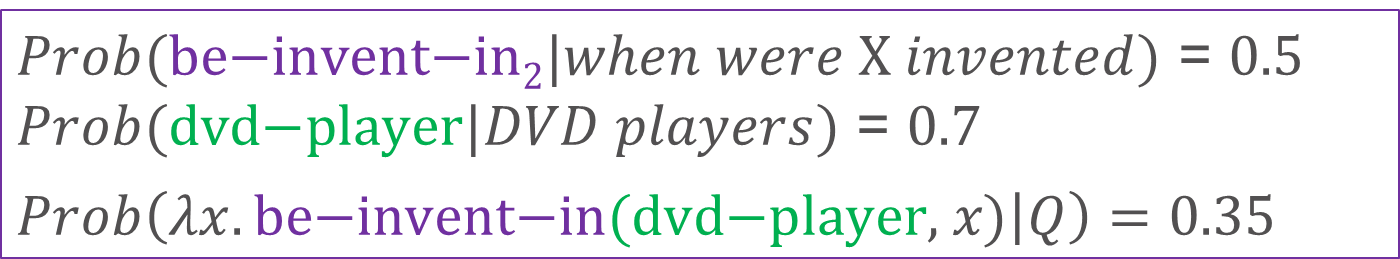 Prob(be−invent−in₂|when were X invented) = 0.5
Prob(dvd−player|DVD players) = 0.7
Prob(λx. be−invent−in(dvd−player, x)|Q) = 0.35